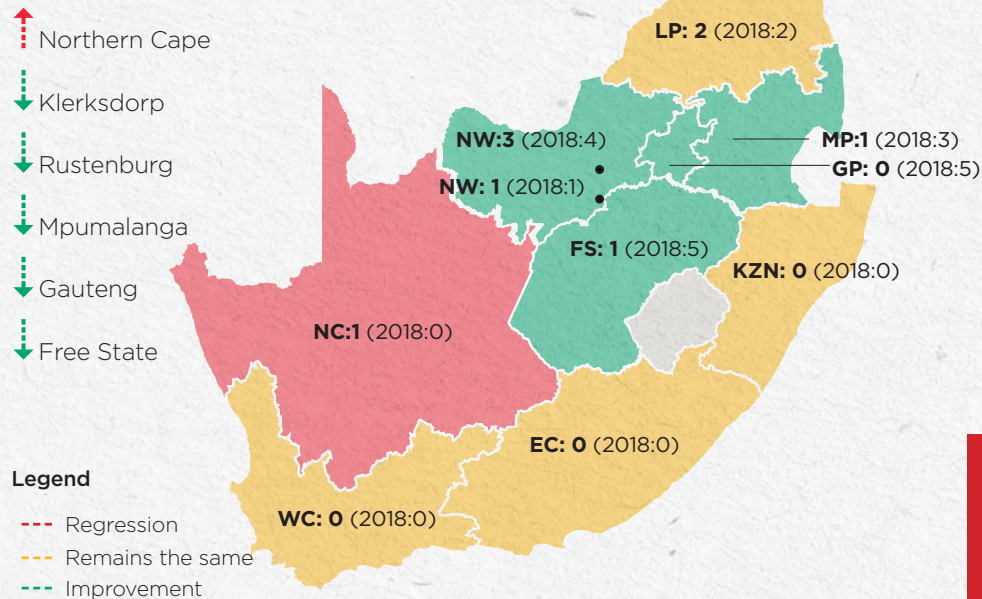 Northern Cape
Klerksdorp
Rustenburg
Mpumalanga
Gauteng
Free State
LP: 2 (2018:2)
NW:3 (2018:4)
MP:1 (2018:3)
GP: 0 (2018:5)
NW: 1 (2018:1)
FS: 1 (2018:5)
KZN: 0 (2018:0)
NC:1 (2018:0)
EC: 0 (2018:0)
WC: 0 (2018:0)
Legend
Regression
Remains the same
Improvement